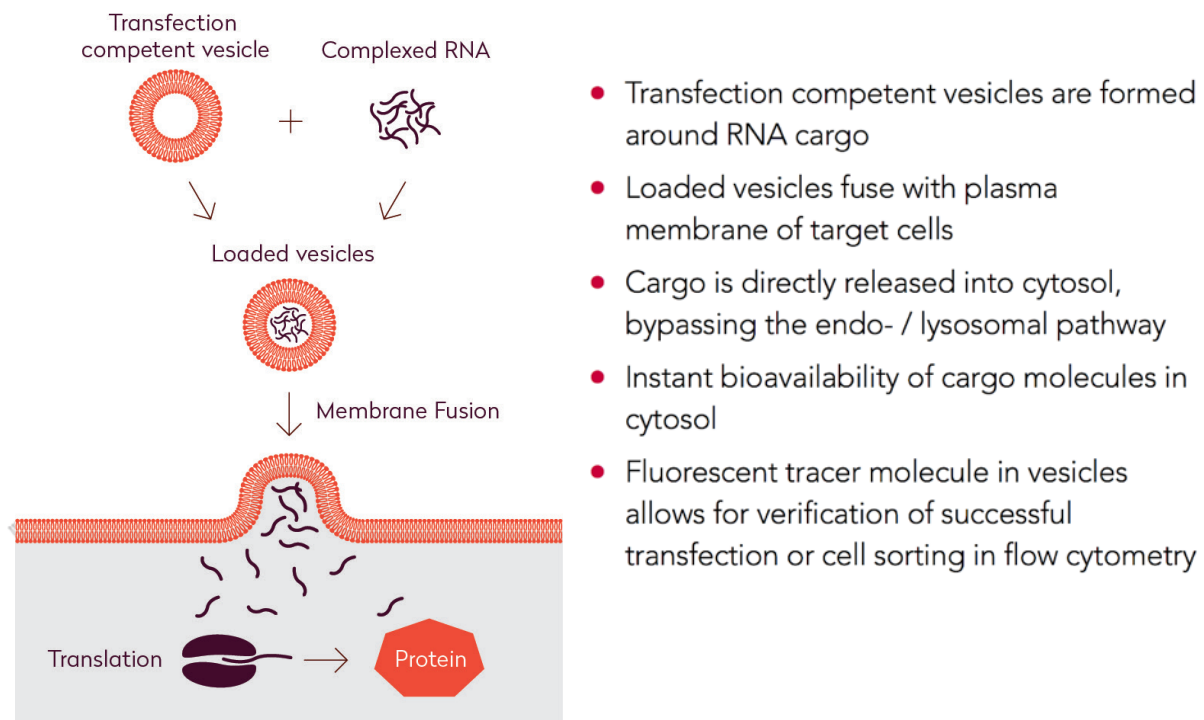 Transfection
competent vesicle
Complexed RNA
+
Loaded vesicles
Membrane Fusion
Translation
Protein
• Transfection competent vesicles are formed
around RNA cargo
• Loaded vesicles fuse with plasma
membrane of target cells
• Cargo is directly released into cytosol,
bypassing the endo- / lysosomal pathway
• Instant bioavailability of cargo molecules in
cytosol
• Fluorescent tracer molecule in vesicles
allows for verification of successful
transfection or cell sorting in flow cytometry